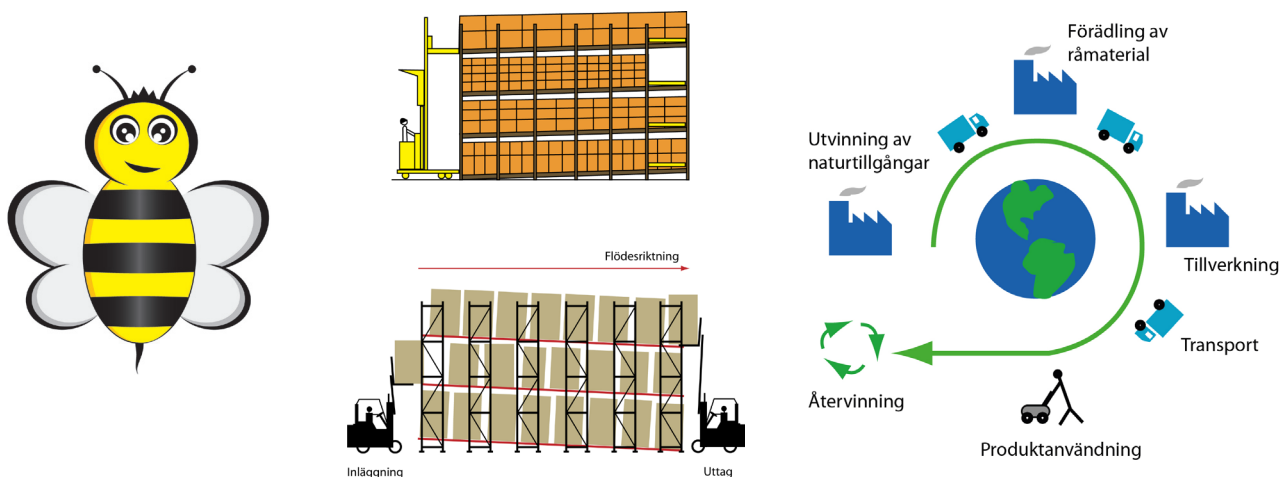 Flödesriktning
Inläggning
Uttag
Förädling av
råmaterial
Utvinning av
naturtillgångar
Tillverkning
Transport
Återvinning
Produktanvändning